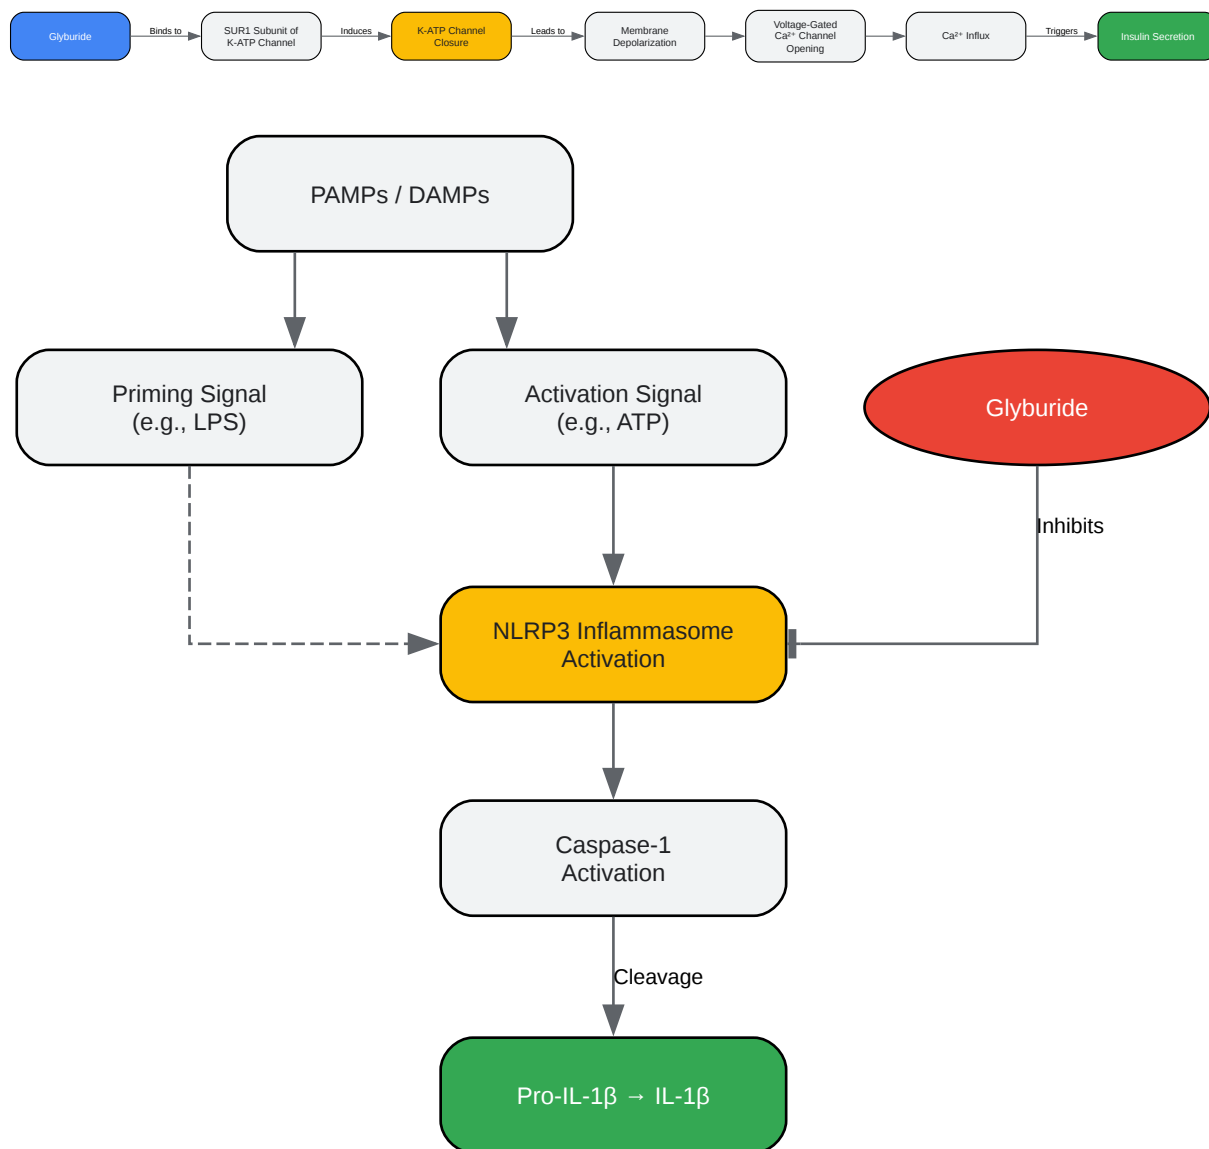 Glyburide
Binds to
SUR1 Subunit of
K-ATP Channel
Induces
K-ATP Channel
Closure
Leads to
Membrane
Depolarization
Voltage-Gated
Ca²⁺ Channel
Opening
Ca²⁺ Influx
Triggers
Insulin Secretion
PAMPs / DAMPs
Priming Signal
(e.g., LPS)
Activation Signal
(e.g., ATP)
Glyburide
Inhibits
NLRP3 Inflammasome
Activation
Caspase-1
Activation
Cleavage
Pro-IL-1β → IL-1β